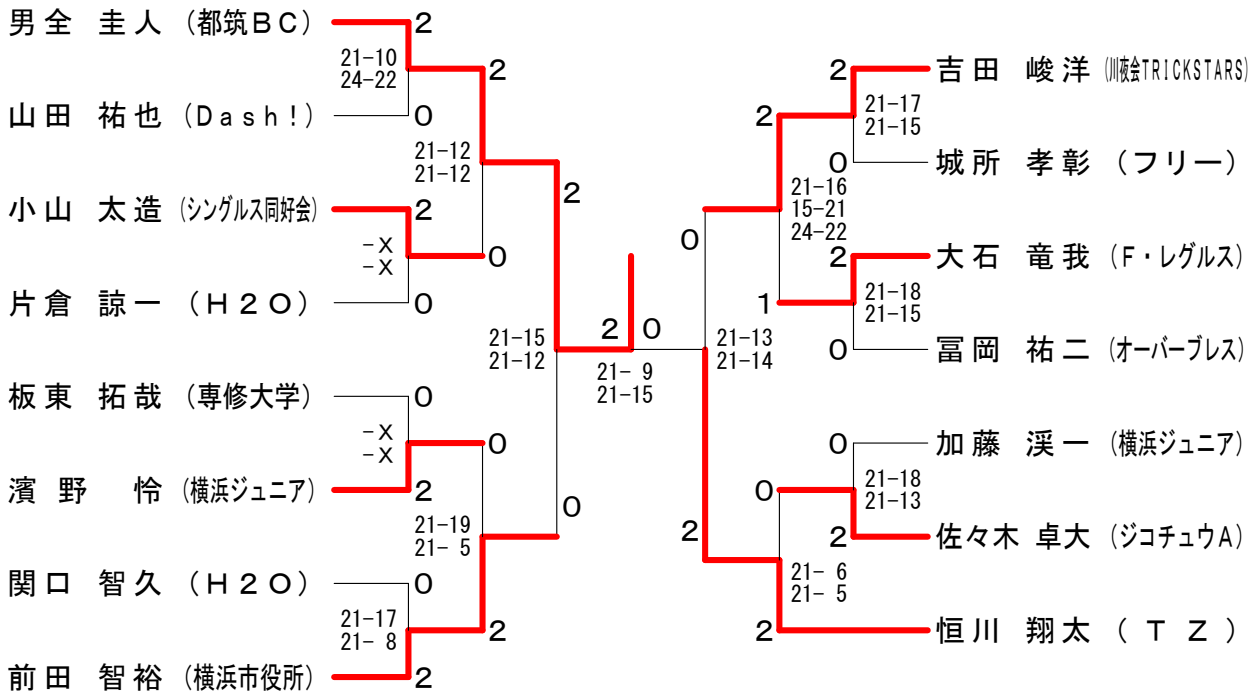 男全 圭人 (都筑BC)
2
21-10
24-22
2
山田 祐也 (Dash!)
0
21-12
21-12
2
小山 太造 (シングルス同好会)
2
-X
-X
0
片倉 諒一 (H2O)
0
21-15
21-12
板東 拓哉 (専修大学)
0
-X
-X
0
濱野 怜 (横浜ジュニア)
2
21-19
21- 5
0
関口 智久 (H2O)
0
21-17
21- 8
2
前田 智裕 (横浜市役所)
2
2 0
21- 9
21-15
吉田 峻洋 (川夜会TRICKSTARS)
2
21-17
21-15
2
城所 孝彰 (フリー)
0
21-16
15-21
24-22
0
大石 竜我 (F・レグルス)
2
21-18
21-15
1
冨岡 祐二 (オーバーブレス)
0
21-13
21-14
加藤 渓一 (横浜ジュニア)
0
21-18
21-13
0
佐々木 卓大 (ジコチュウA)
2
2
21- 6
21- 5
恒川 翔太 (TZ)
2